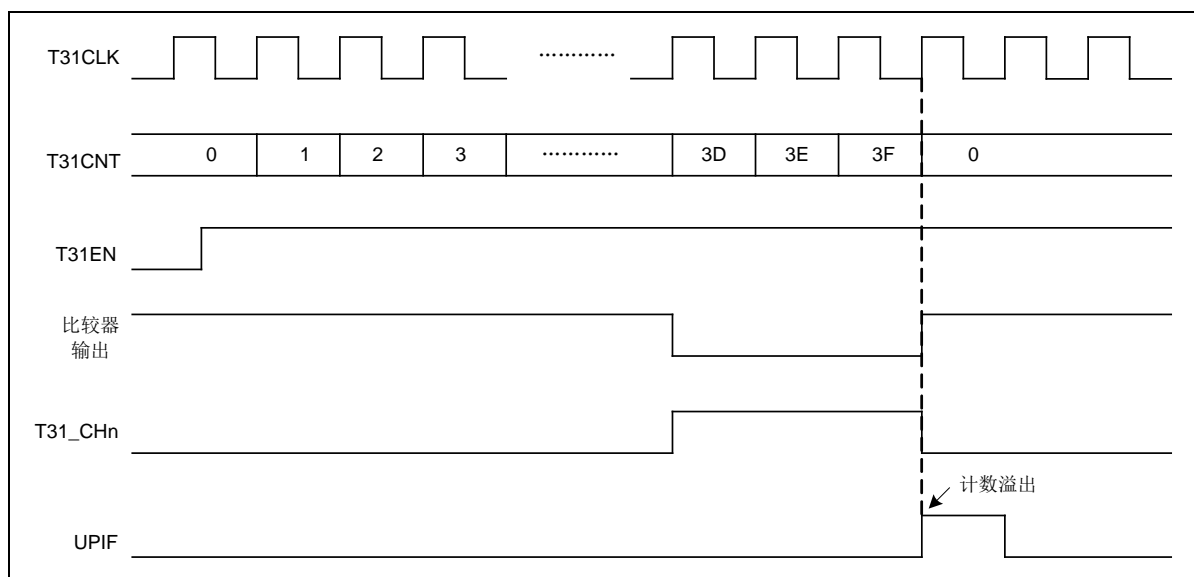 T31CLK
…………
T31CNT
0 1 2 3 ………… 3D 3E 3F 0
T31EN
比较器
输出
T31_CHn
计数溢出
UPIF